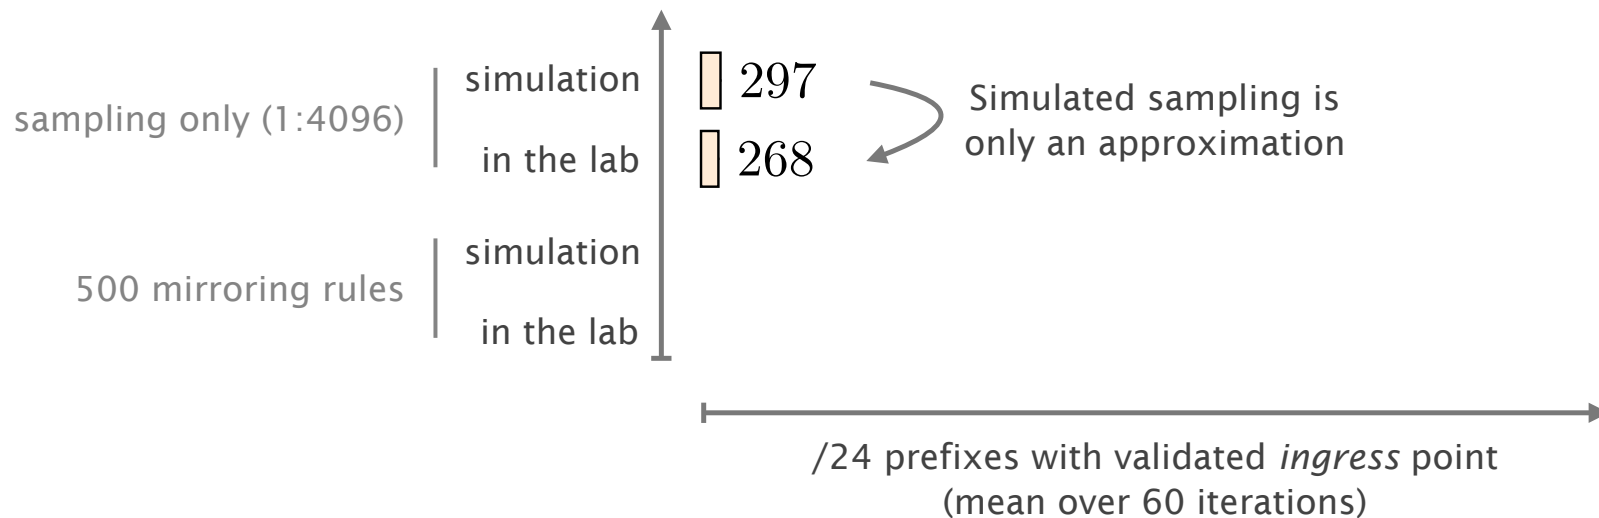 simulation
297
sampling only (1:4096)
Simulated sampling is
only an approximation
in the lab
268
simulation
500 mirroring rules
in the lab
/24 prefixes with validated ingress point
(mean over 60 iterations)